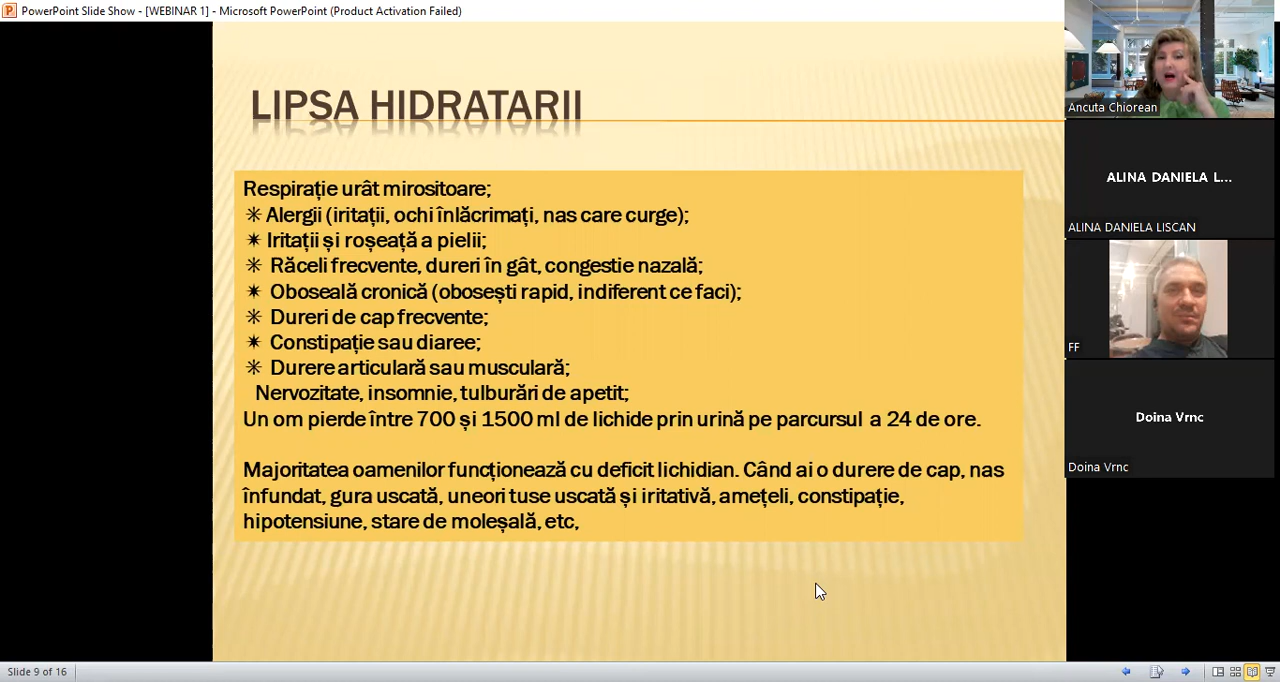 PowerPoint Slide Show - [WEBINAR 1] - Microsoft PowerPoint (Product Activation Failed)
LIPSA HIDRATARII
Respirație urât mirositoare;
✳ Alergii (iritații, ochi înlăcrimați, nas care curge);
✶ Iritații și roșeață a pielii;
✳ Răceli frecvente, dureri în gât, congestie nazală;
✶ Oboseală cronică (obosești rapid, indiferent ce faci);
✳ Dureri de cap frecvente;
✶ Constipație sau diaree;
✳ Durere articulară sau musculară;
Nervozitate, insomnie, tulburări de apetit;
Un om pierde între 700 și 1500 ml de lichide prin urină pe parcursul a 24 de ore.
Majoritatea oamenilor funcționează cu deficit lichidian. Când ai o durere de cap, nas
înfundat, gura uscată, uneori tuse uscată și iritativă, amețeli, constipație,
hipotensiune, stare de moleșală, etc,
Ancuta Chiorean
ALINA DANIELA L...
ALINA DANIELA LISCAN
FF
Doina Vrnc
Doina Vrnc
Slide 9 of 16